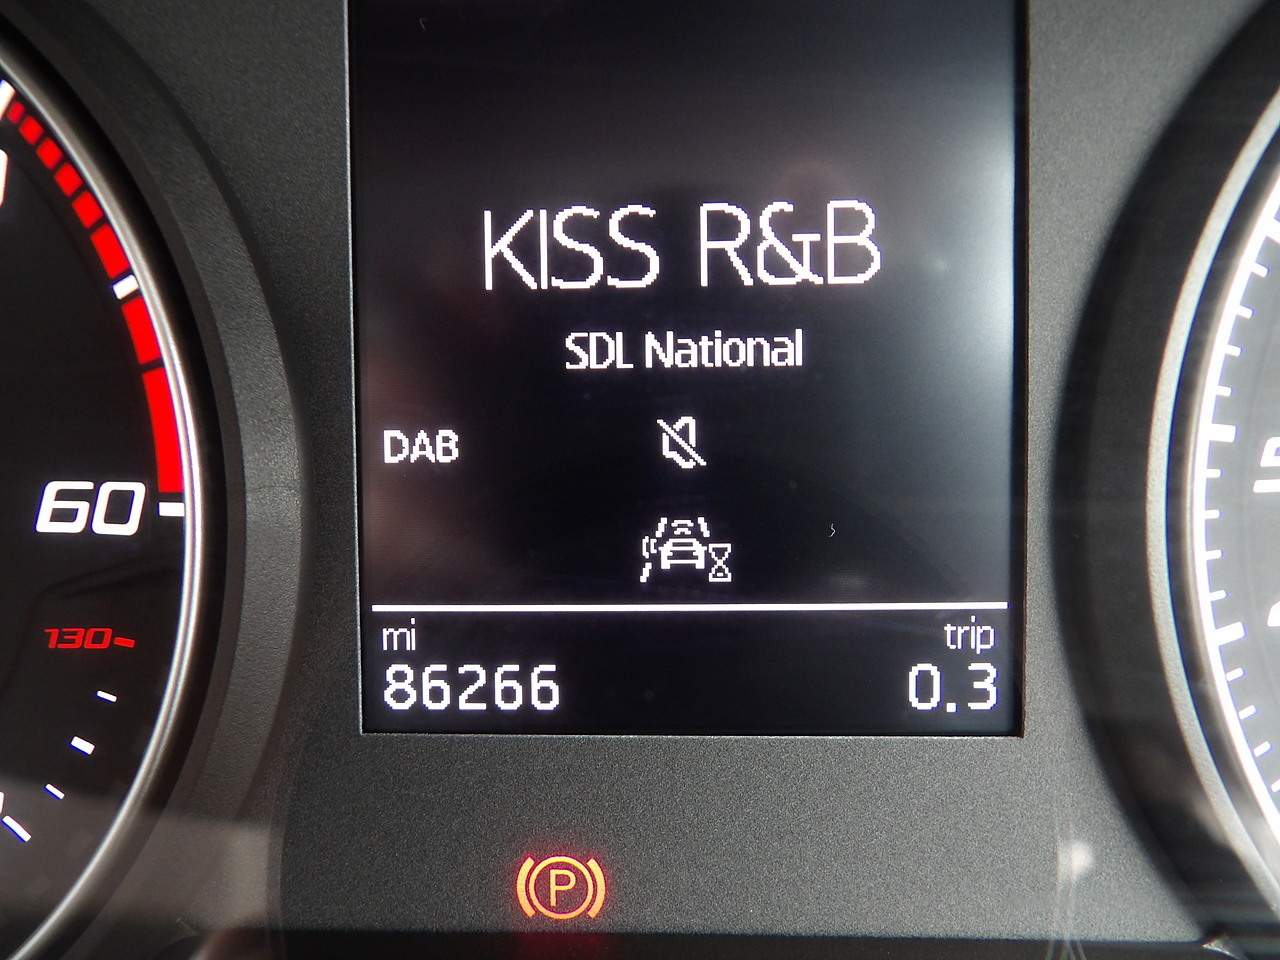 KISS R&B
SDL National
DAB
60
130
mi
trip
86266
0.3
P